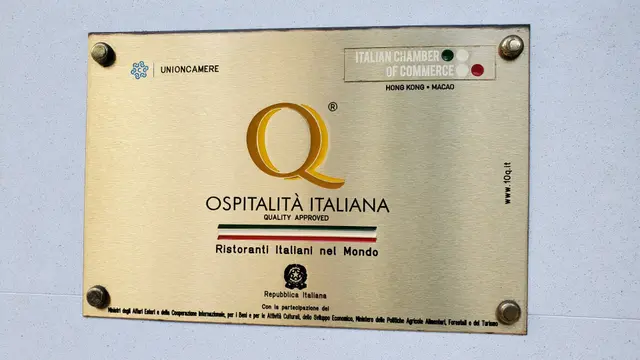 UNIONCAMERE
ITALIAN CHAMBER
OF COMMERCE
HONG KONG • MACAO
Q®
OSPITALITÀ ITALIANA
QUALITY APPROVED
Ristoranti Italiani nel Mondo
www.10q.it
Repubblica Italiana
Con la partecipazione dei
Ministri degli Affari Esteri e della Cooperazione Internazionale, per i Beni e per le Attività Culturali, dello Sviluppo Economico, Ministero delle Politiche Agricole Alimentari, Forestali e del Turismo